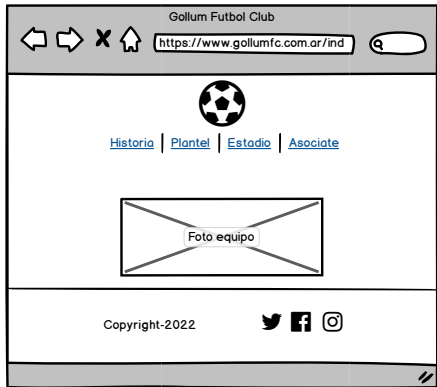 Gollum Futbol Club
https://www.gollumfc.com.ar/ind
Historia | Plantel | Estadio | Asociate
Foto equipo
Copyright-2022